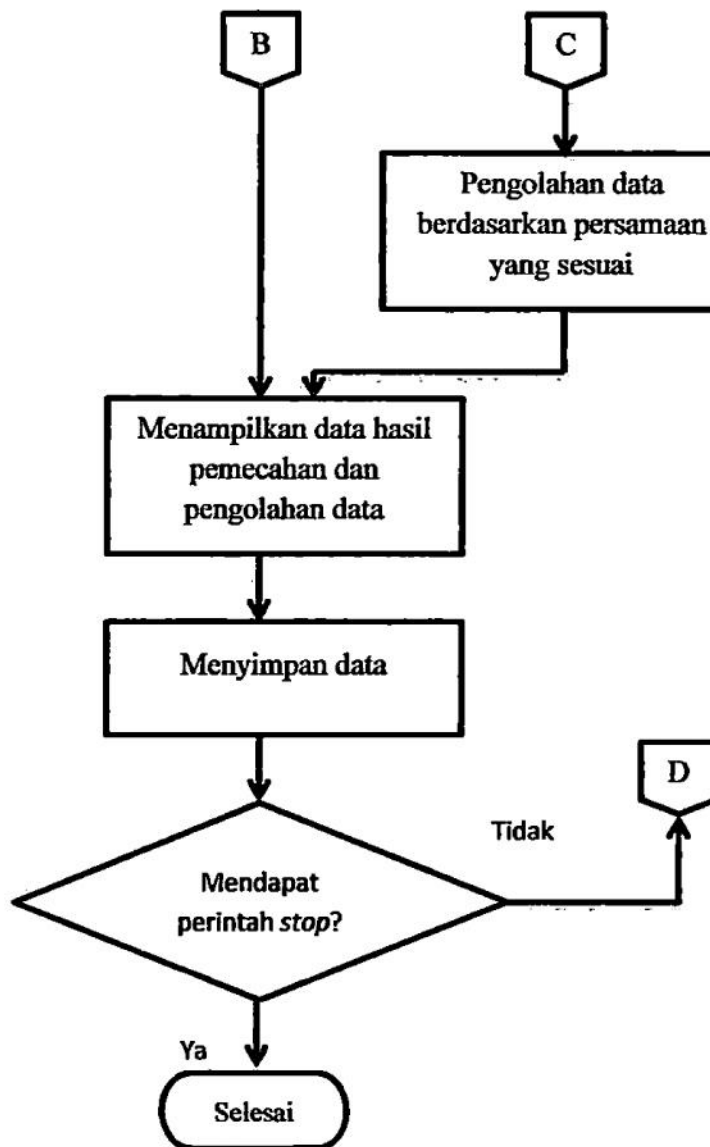 B
C
Pengolahan data
berdasarkan persamaan
yang sesuai
Menampilkan data hasil
pemecahan dan
pengolahan data
Menyimpan data
D
Tidak
Mendapat
perintah stop?
Ya
Selesai